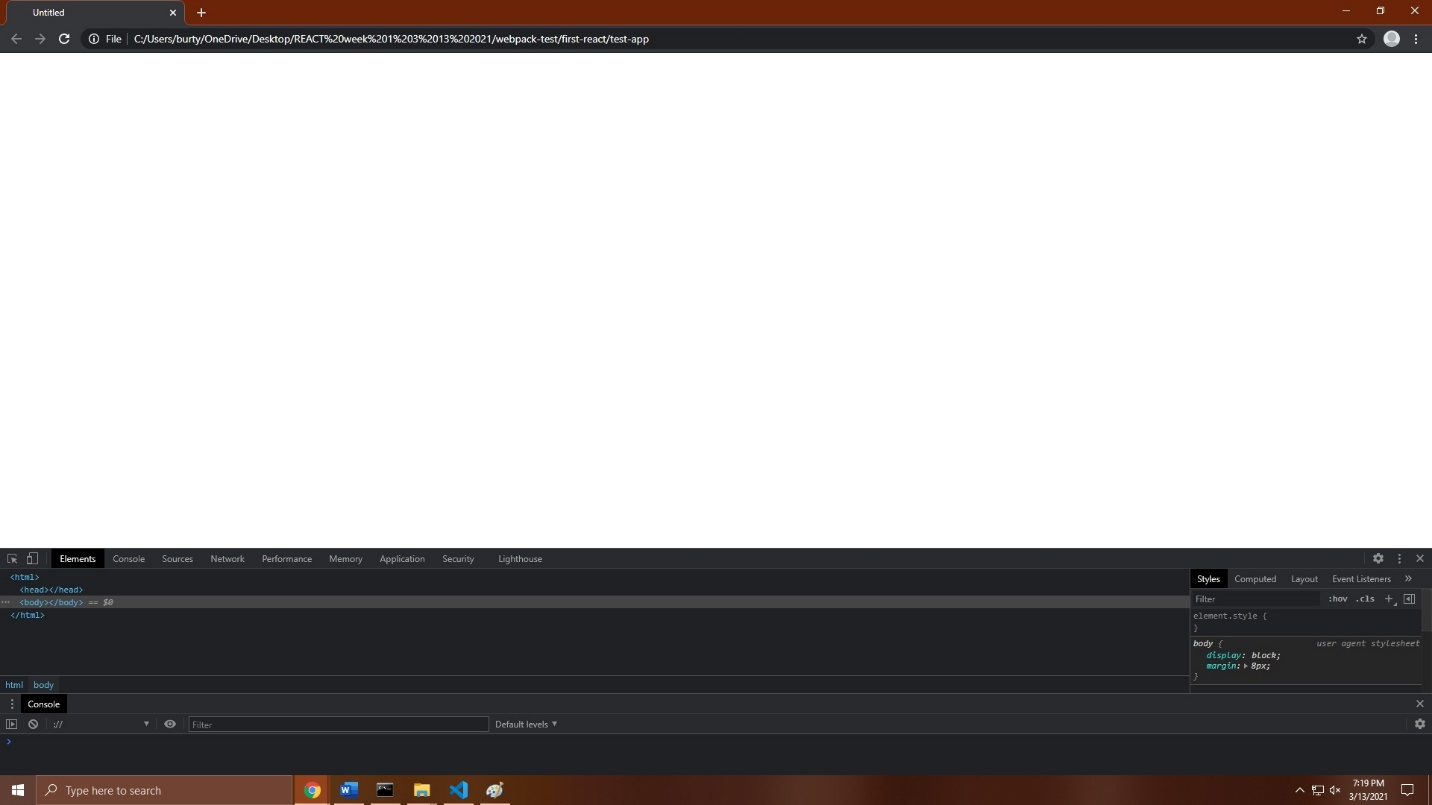 Untitled
File C:/Users/burty/OneDrive/Desktop/REACT%20week%201%203%2013%202021/webpack-test/first-react/test-app
Elements Console Sources Network Performance Memory Application Security Lighthouse
<html>
<head></head>
<body></body> == $0
</html>
html body
Styles Computed Layout Event Listeners »
Filter :hov .cls +
element.style {
}
body { user agent stylesheet
display: block;
margin: 8px;
}
Console
:// Filter Default levels
>
Type here to search
7:19 PM
3/13/2021